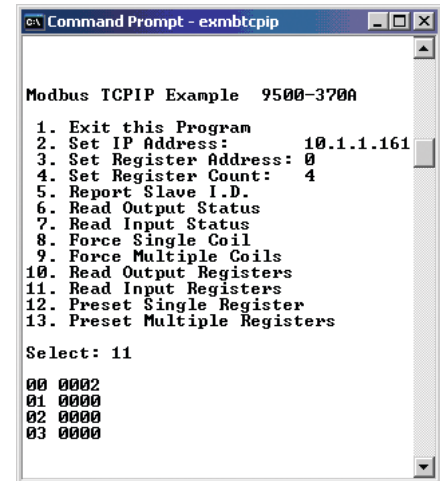 Command Prompt - exmbtcpip
Modbus TCPIP Example  9500-370A
1. Exit this Program
2. Set IP Address:         10.1.1.161
3. Set Register Address: 0
4. Set Register Count:   4
5. Report Slave I.D.
6. Read Output Status
7. Read Input Status
8. Force Single Coil
9. Force Multiple Coils
10. Read Output Registers
11. Read Input Registers
12. Preset Single Register
13. Preset Multiple Registers
Select: 11
00 0002
01 0000
02 0000
03 0000